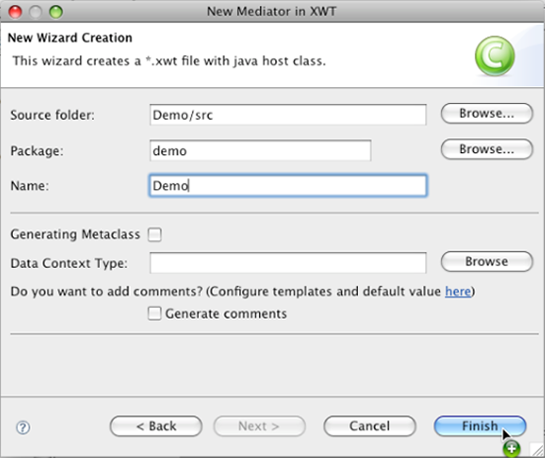 New Mediator in XWT
New Wizard Creation
This wizard creates a *.xwt file with java host class.
Source folder: Demo/src Browse...
Package: demo Browse...
Name: Demo
Generating Metaclass
Data Context Type: Browse
Do you want to add comments? (Configure templates and default value here)
Generate comments
? < Back Next > Cancel Finish